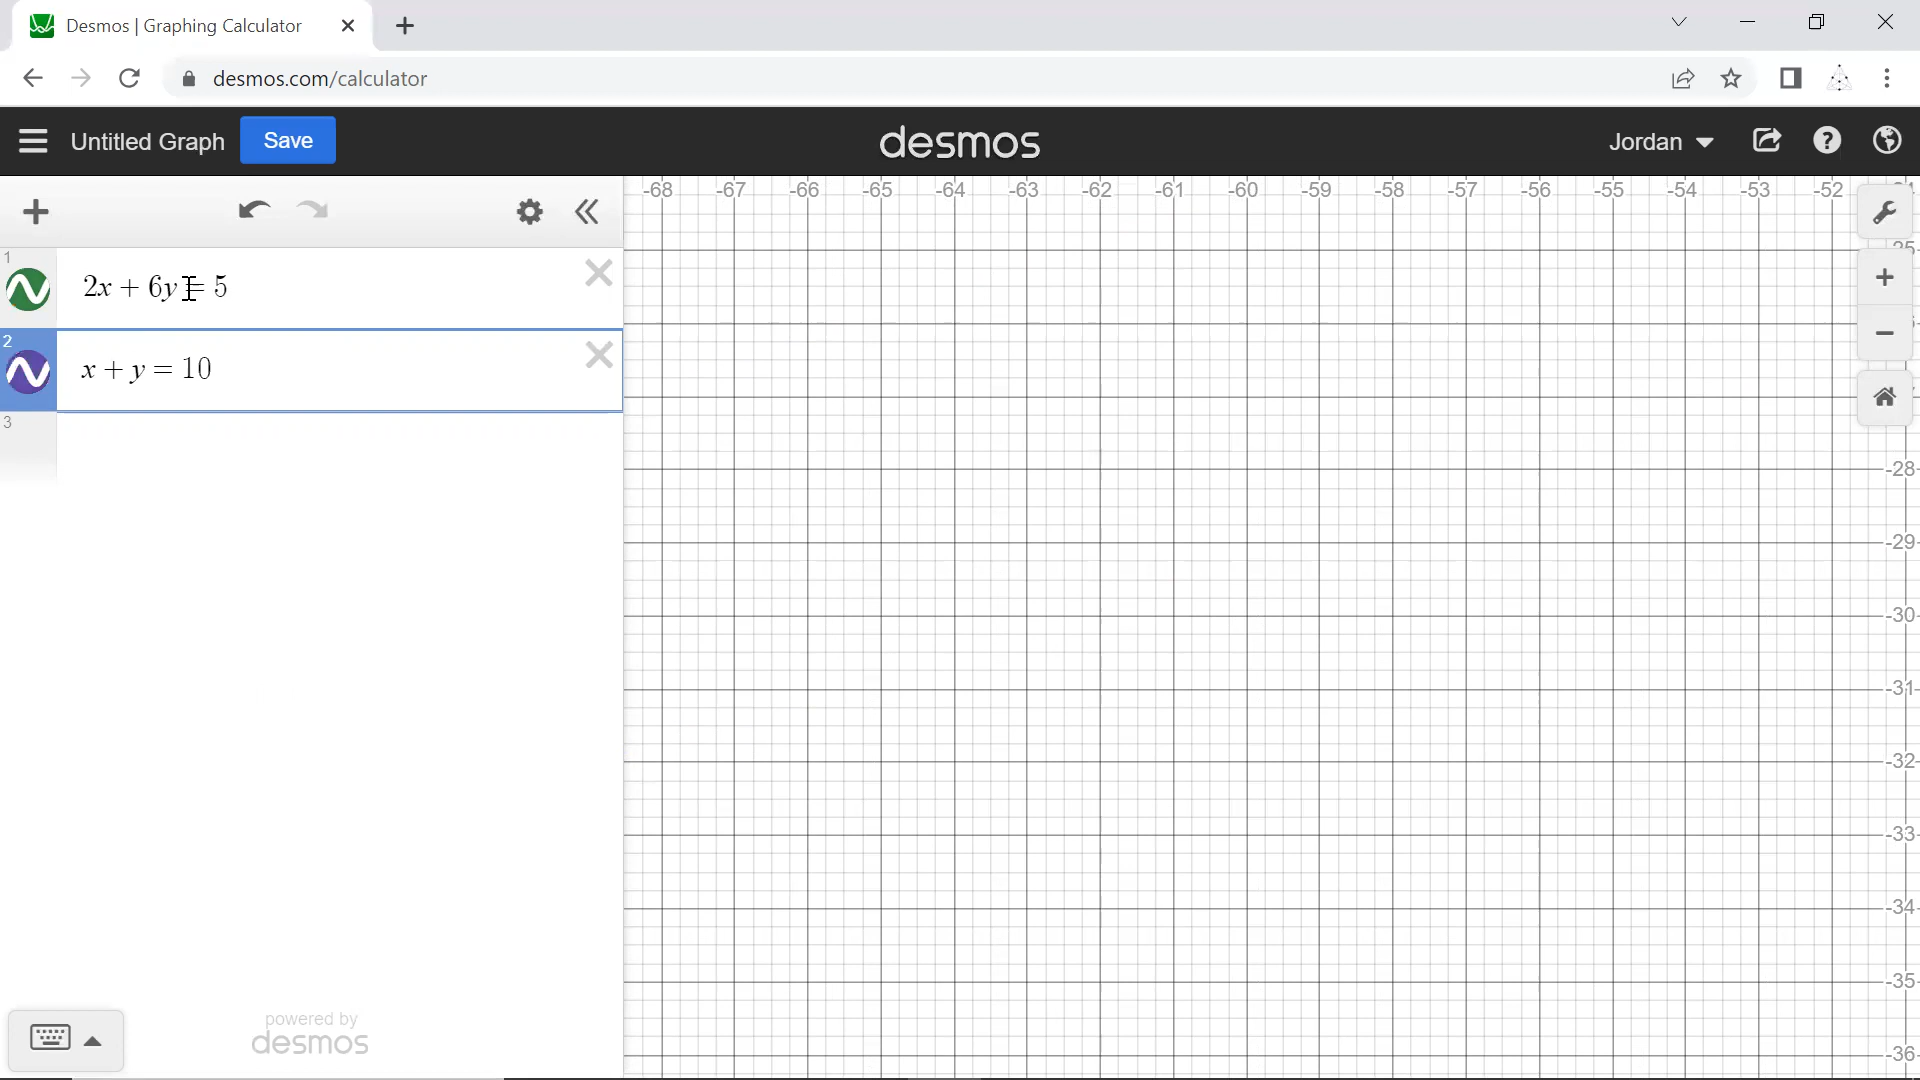 Desmos | Graphing Calculator
desmos.com/calculator
Untitled Graph Save desmos Jordan
-68 -67 -66 -65 -64 -63 -62 -61 -60 -59 -58 -57 -56 -55 -54 -53 -52
1
2x + 6y = 5
2
x + y = 10
3
-28
-29
-30
-31
-32
-33
-34
-35
-36
powered by
desmos